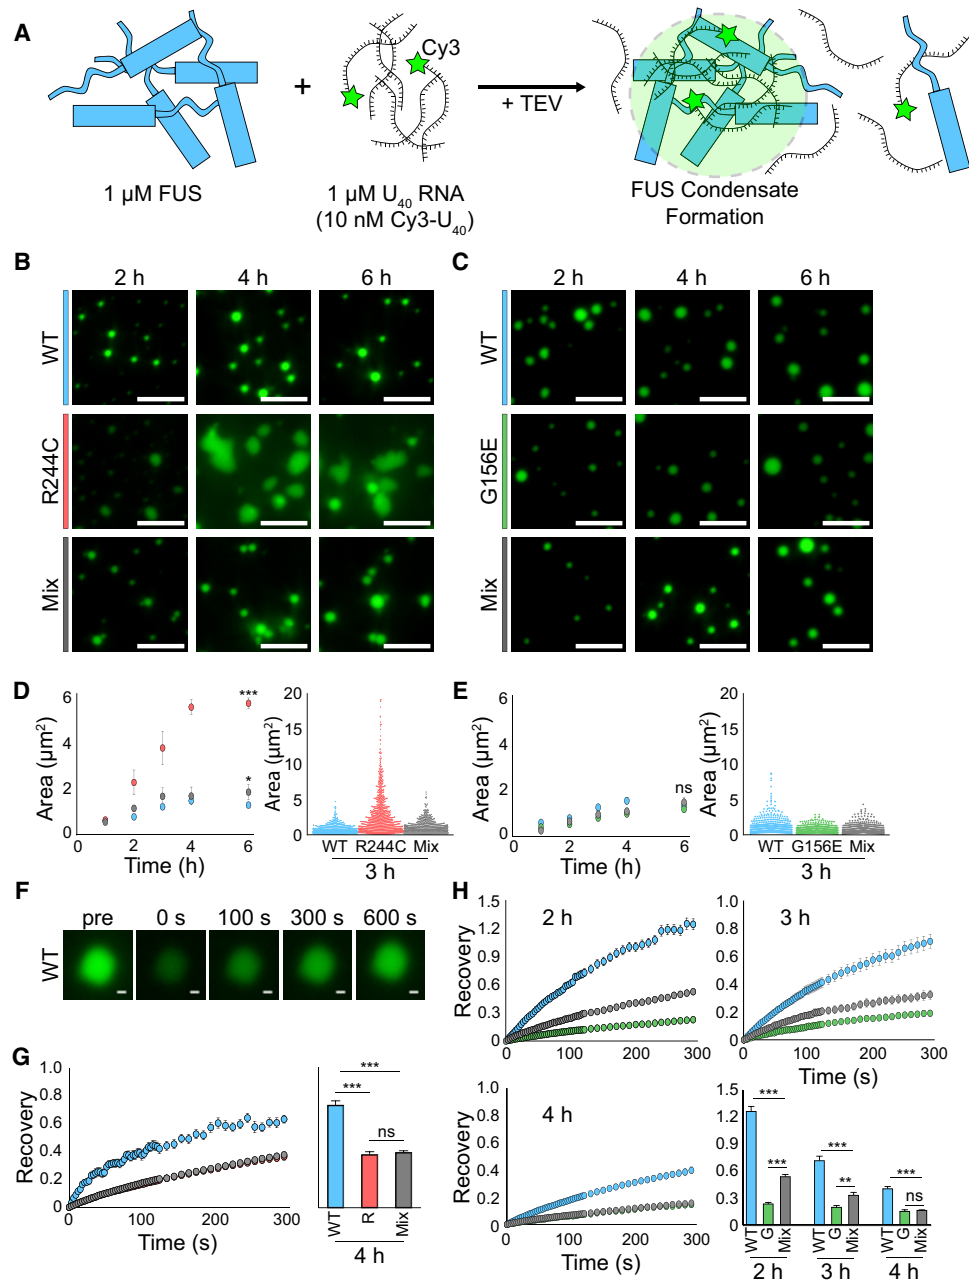 A
Cy3
+
+ TEV
1 µM FUS
1 µM U40 RNA
(10 nM Cy3-U40)
FUS Condensate
Formation
B
2 h
4 h
6 h
WT
R244C
Mix
C
2 h
4 h
6 h
WT
G156E
Mix
D
Area (µm2)
6
4
2
0
***
*
0
2
4
6
Time (h)
Area (µm2)
20
15
10
5
0
WT
R244C
Mix
3 h
E
Area (µm2)
6
4
2
0
ns
0
1
2
3
4
5
6
Time (h)
Area (µm2)
20
15
10
5
0
WT
G156E
Mix
3 h
F
pre
0 s
100 s
300 s
600 s
WT
G
Recovery
1.0
0.8
0.6
0.4
0.2
0
0
100
200
300
Time (s)
***
***
ns
WT
R
Mix
4 h
H
Recovery
1.5
1.2
0.9
0.6
0.3
0
2 h
0
100
200
300
1.0
0.8
0.6
0.4
0.2
0
3 h
0
100
200
300
Time (s)
Recovery
1.0
0.8
0.6
0.4
0.2
0
4 h
0
100
200
300
Time (s)
1.5
1.2
0.9
0.6
0.3
0
***
***
***
**
***
ns
WT
G
Mix
WT
G
Mix
WT
G
Mix
2 h
3 h
4 h